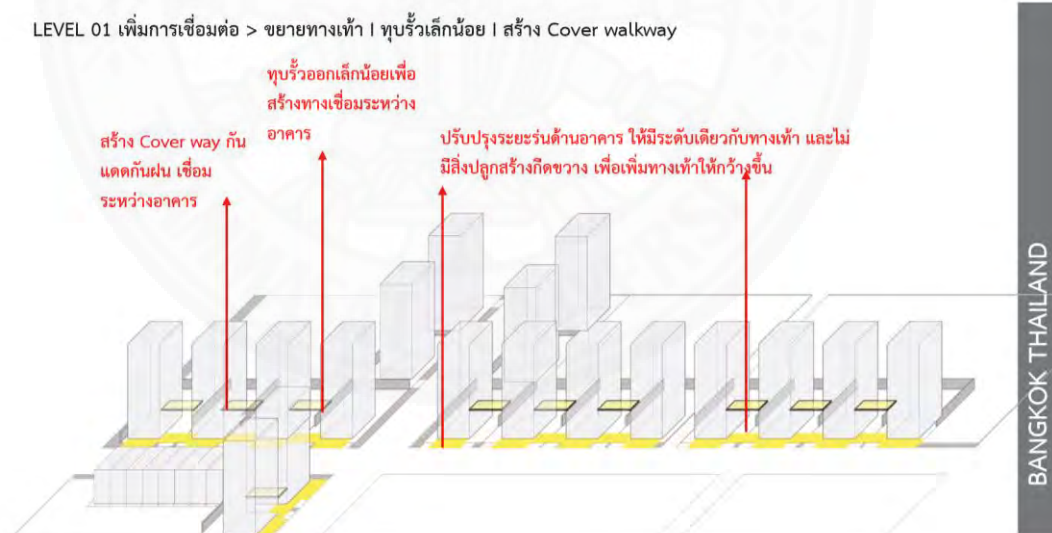 LEVEL 01 เพิ่มการเชื่อมต่อ > ขยายทางเท้า I ทุบรั้วเล็กน้อย I สร้าง Cover walkway
ทุบรั้วออกเล็กน้อยเพื่อ
สร้างทางเชื่อมระหว่าง
อาคาร
สร้าง Cover way กัน
แดดกันฝน เชื่อม
ระหว่างอาคาร
ปรับปรุงระยะร่นด้านอาคาร ให้มีระดับเดียวกับทางเท้า และไม่
มีสิ่งปลูกสร้างกีดขวาง เพื่อเพิ่มทางเท้าให้กว้างขึ้น
BANGKOK THAILAND